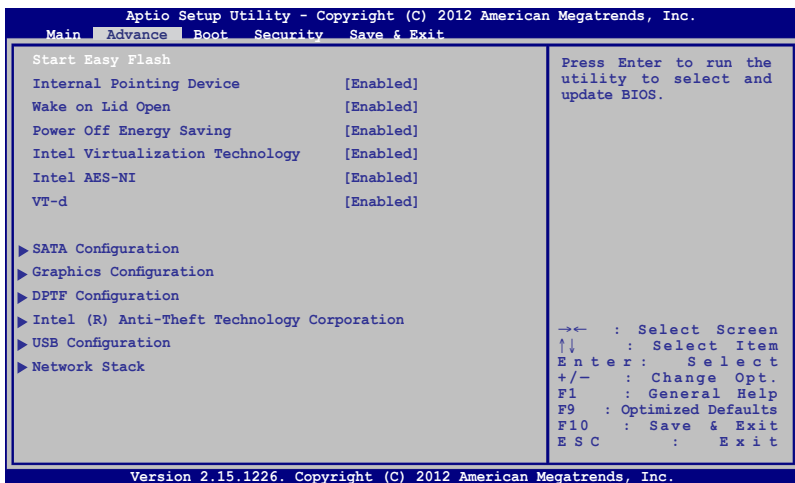 Aptio Setup Utility - Copyright (C) 2012 American Megatrends, Inc.
Main Advance Boot Security Save & Exit
Start Easy Flash
Internal Pointing Device [Enabled]
Wake on Lid Open [Enabled]
Power Off Energy Saving [Enabled]
Intel Virtualization Technology [Enabled]
Intel AES-NI [Enabled]
VT-d [Enabled]
SATA Configuration
Graphics Configuration
DPTF Configuration
Intel (R) Anti-Theft Technology Corporation
USB Configuration
Network Stack
Press Enter to run the
utility to select and
update BIOS.
→← : Select Screen
↑↓ : Select Item
Enter: Select
+/— : Change Opt.
F1 : General Help
F9 : Optimized Defaults
F10 : Save & Exit
ESC : Exit
Version 2.15.1226. Copyright (C) 2012 American Megatrends, Inc.